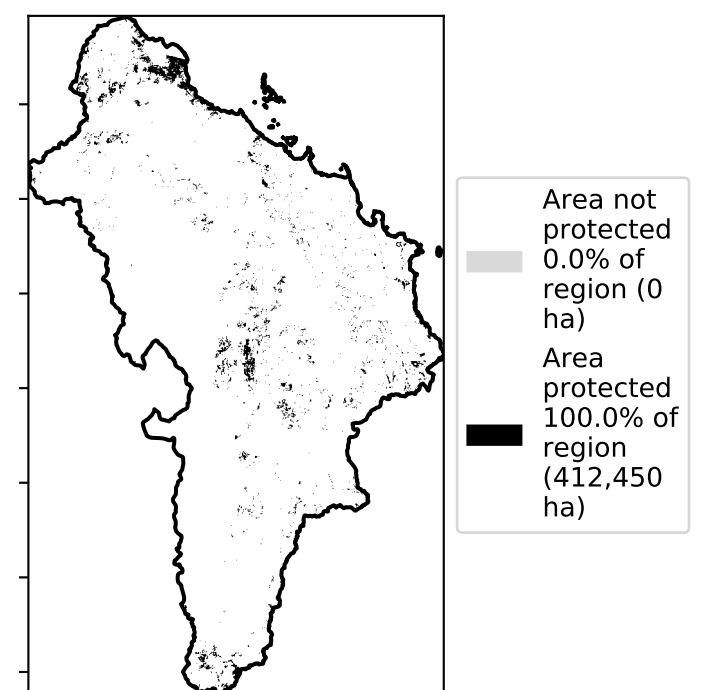 Area not
protected
0.0% of
region (0
ha)
Area
protected
100.0% of
region
(412,450
ha)